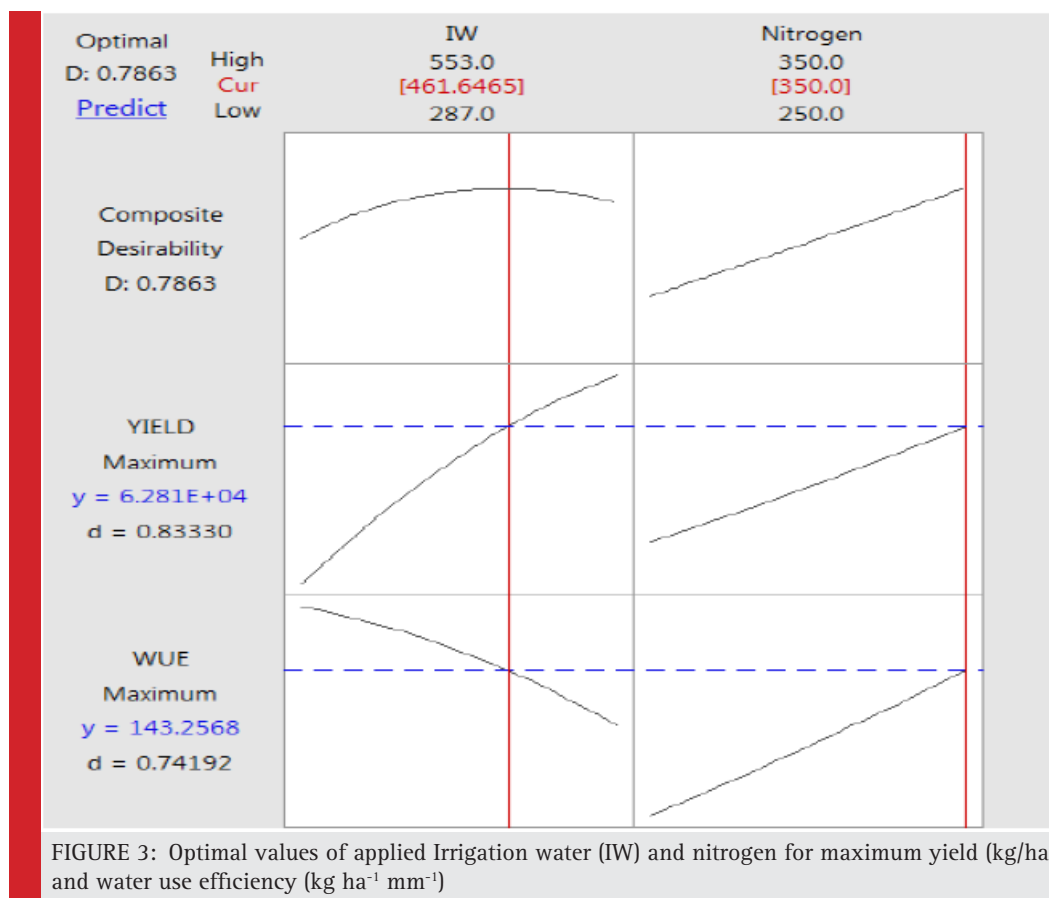 Optimal
D: 0.7863
Predict
High
Cur
Low
IW
553.0
[461.6465]
287.0
Nitrogen
350.0
[350.0]
250.0
Composite
Desirability
D: 0.7863
YIELD
Maximum
y = 6.281E+04
d = 0.83330
WUE
Maximum
y = 143.2568
d = 0.74192
FIGURE 3: Optimal values of applied Irrigation water (IW) and nitrogen for maximum yield (kg/ha
and water use efficiency (kg ha⁻¹ mm⁻¹)